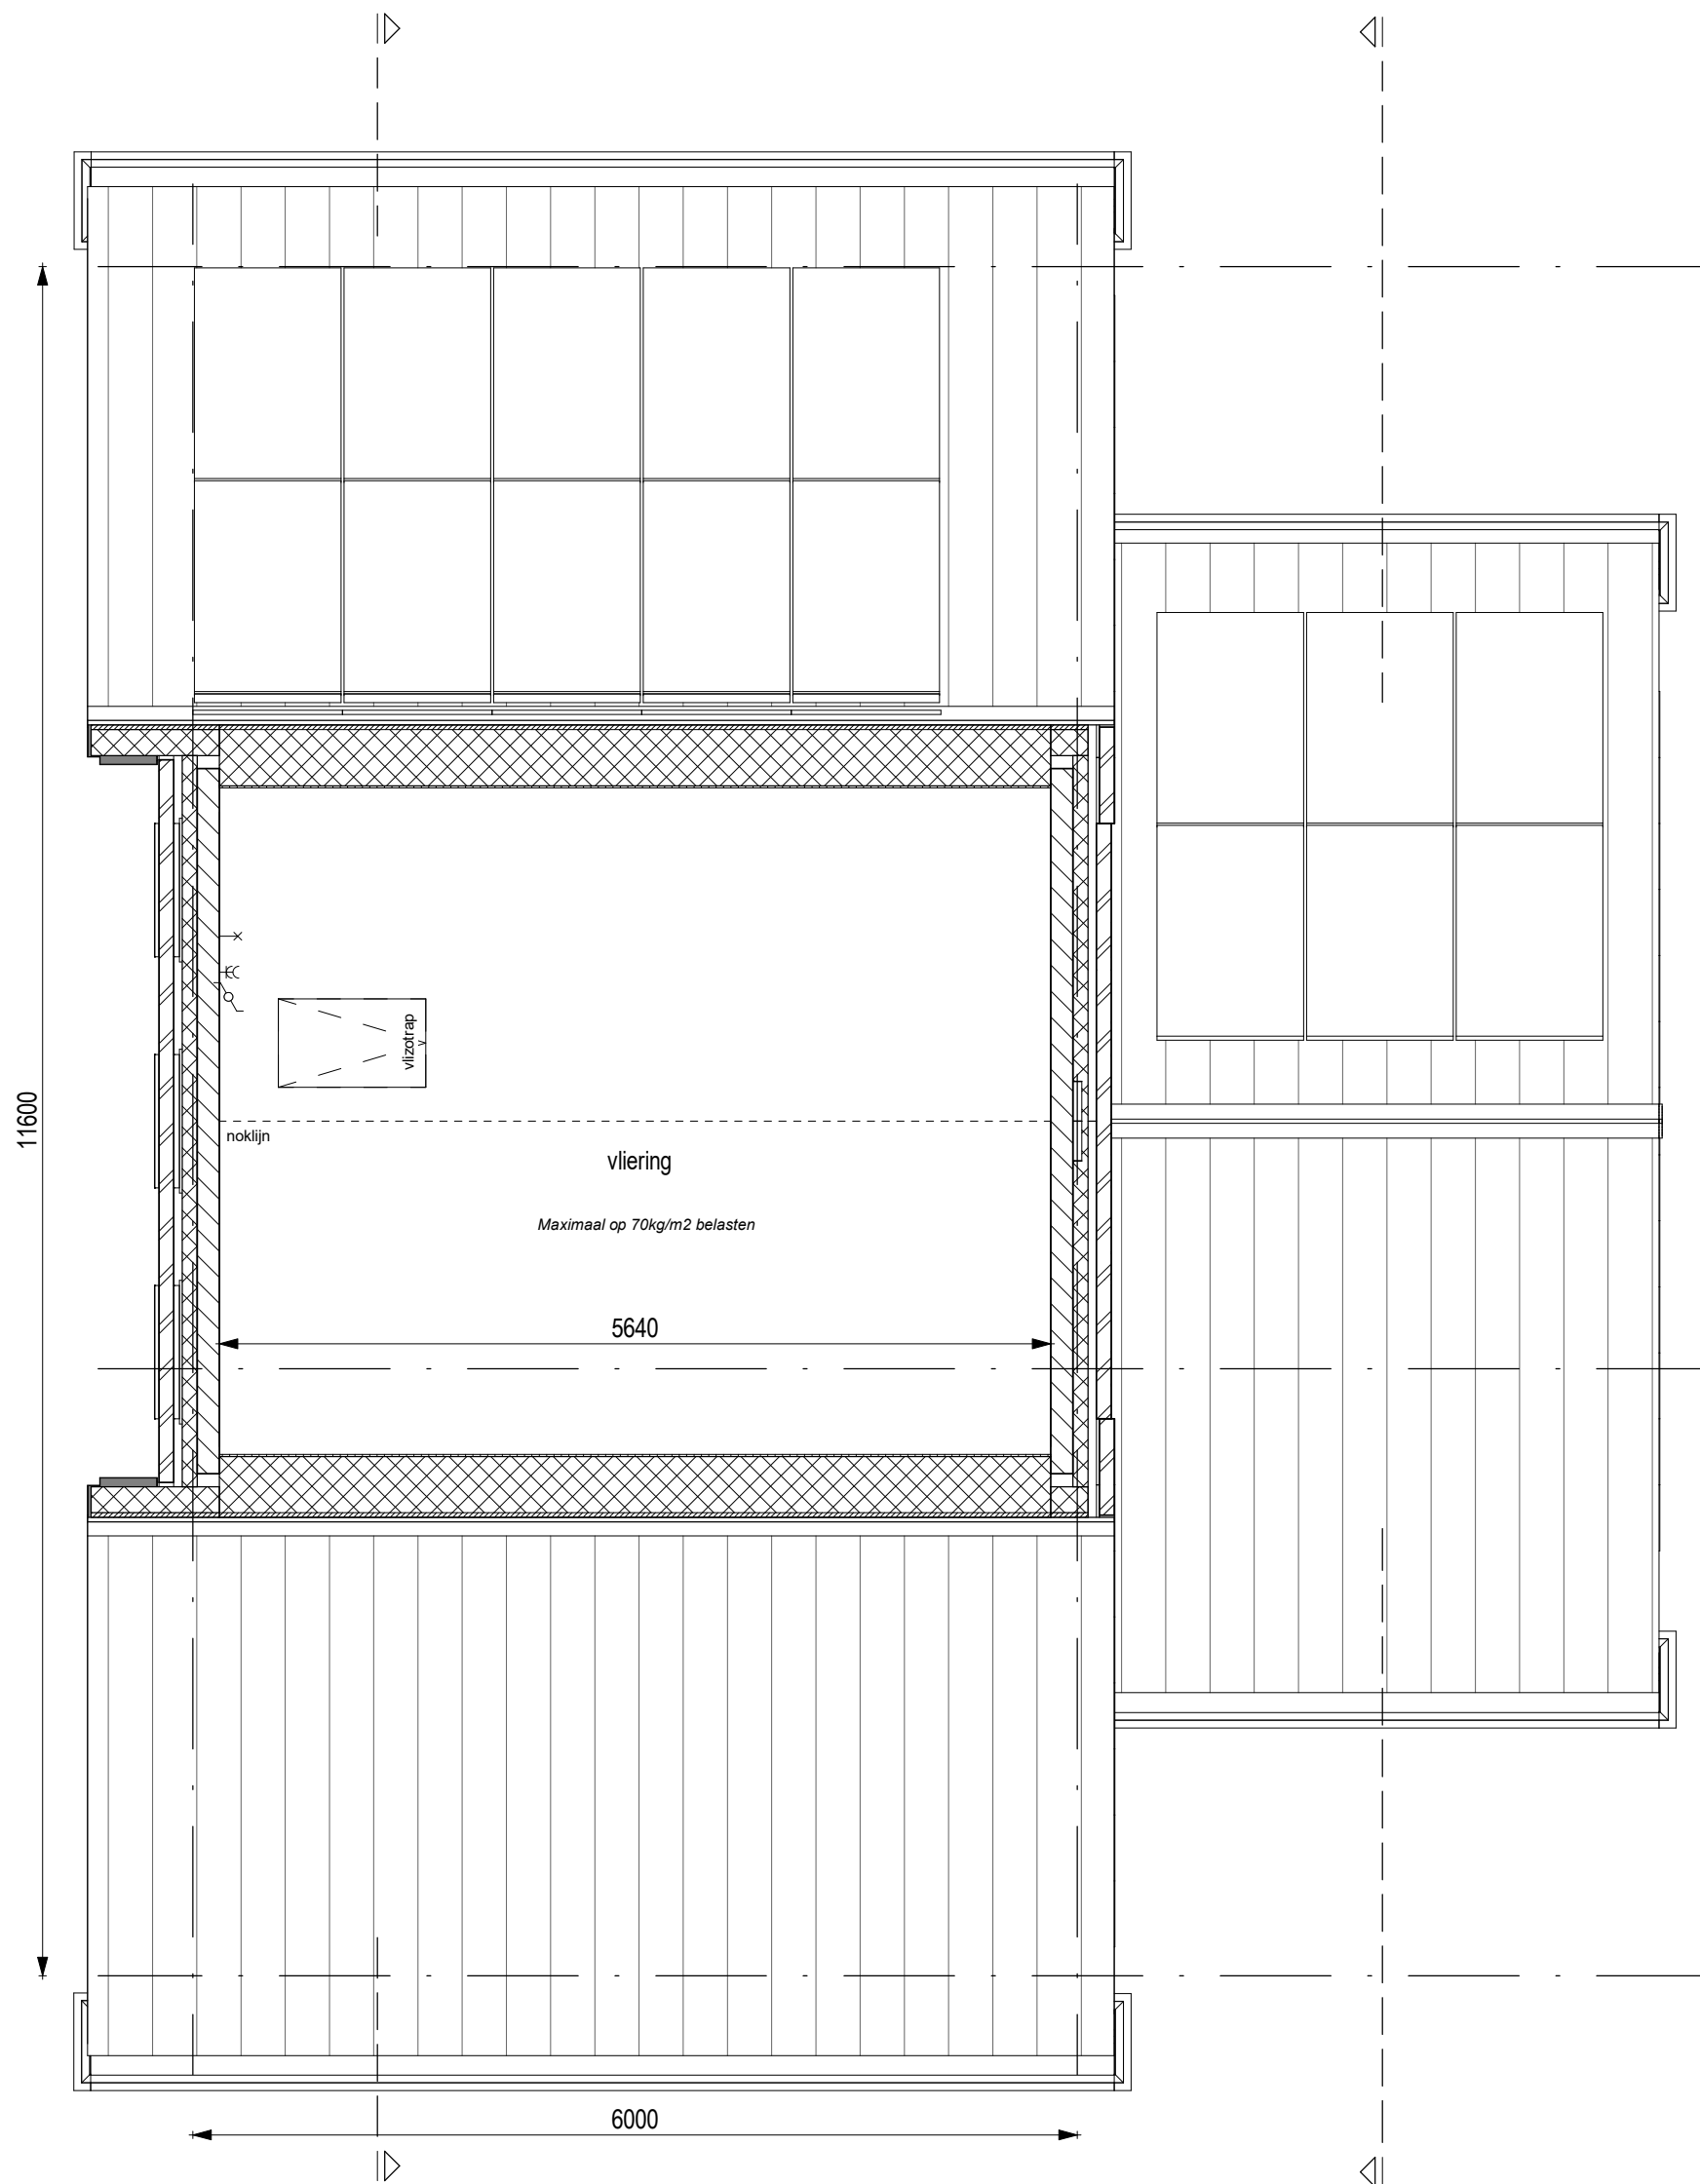 11600
vlizotrap
noklijn
vliering
Maximaal op 70kg/m2 belasten
5640
6000